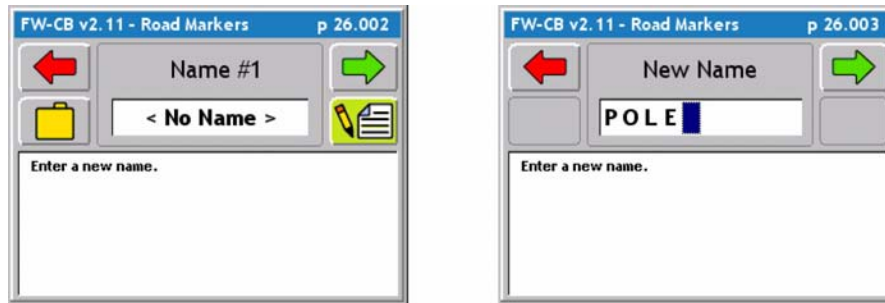 FW-CB v2.11 - Road Markers p 26.002
Name #1
< No Name >
Enter a new name.
FW-CB v2.11 - Road Markers p 26.003
New Name
POLE
Enter a new name.